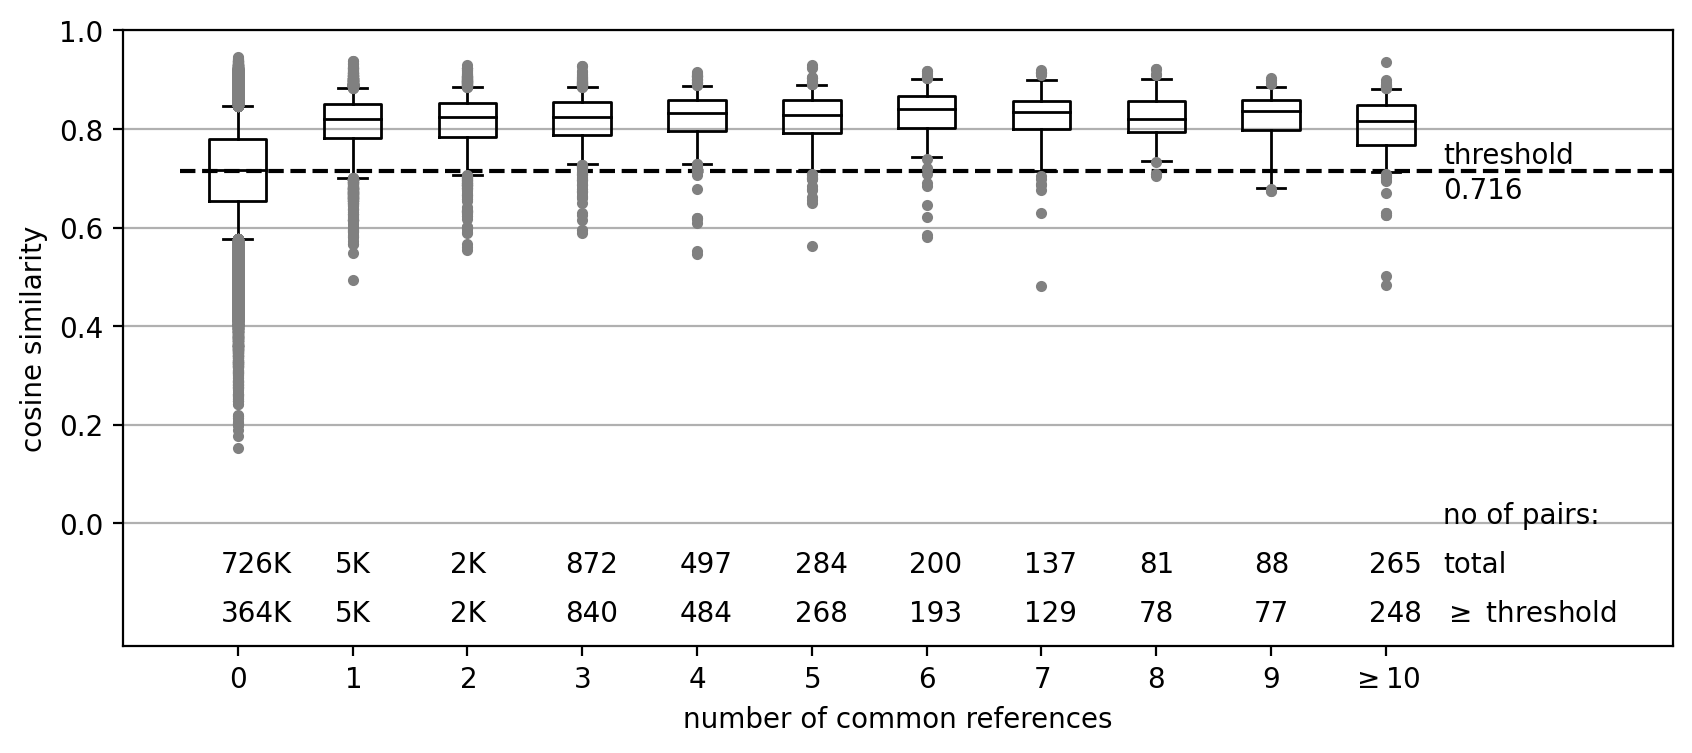 1.0
0.8
0.6
0.4
0.2
0.0
cosine similarity
threshold
0.716
no of pairs:
726K 5K 2K 872 497 284 200 137 81 88 265 total
364K 5K 2K 840 484 268 193 129 78 77 248 ≥ threshold
0 1 2 3 4 5 6 7 8 9 ≥10
number of common references